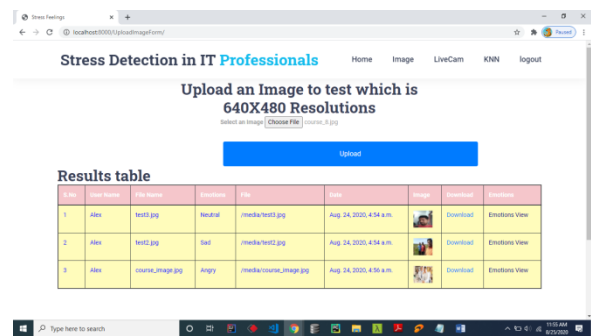 Stress Feelings
localhost:8000/UploadImageForm/
Paused
Stress Detection in IT Professionals
Home Image LiveCam KNN logout
Upload an Image to test which is
640X480 Resolutions
Select an Image Choose File course_0.jpg
Upload
Results table
S.No User Name File Name Emotions File Date Image Download Emotions
1 Alex test3.jpg Neutral /media/test3.jpg Aug. 24, 2020, 4:54 a.m. Download Emotions View
2 Alex test2.jpg Sad /media/test2.jpg Aug. 24, 2020, 4:54 a.m. Download Emotions View
3 Alex course_image.jpg Angry /media/course_image.jpg Aug. 24, 2020, 4:56 a.m. Download Emotions View
Type here to search
11:55 AM
8/25/2020